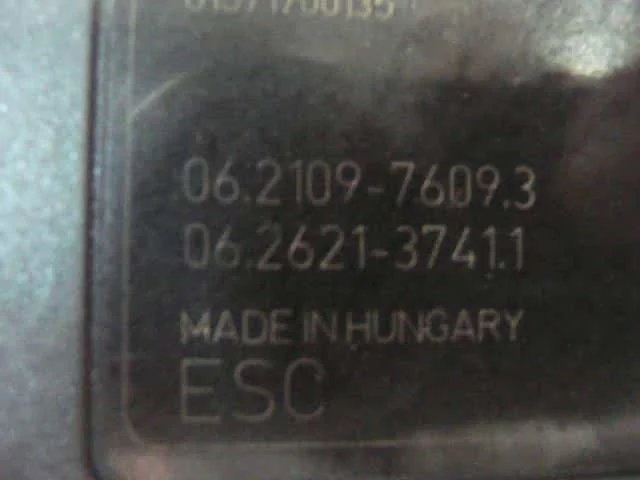 06.2109-7609.3
06.2621-3741.1
MADE IN HUNGARY
ESC